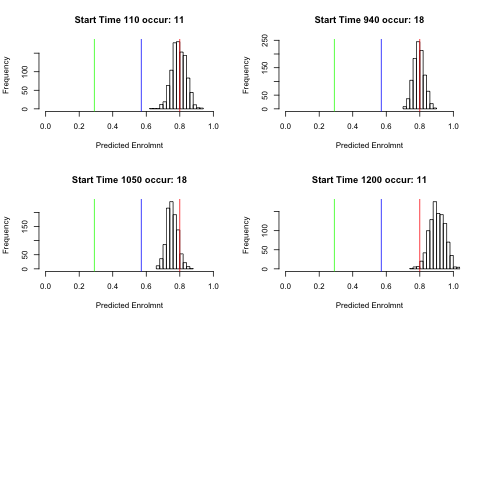 Start Time 110 occur: 11
Frequency
0 50 100
0.0 0.2 0.4 0.6 0.8 1.0
Predicted Enrolmnt
Start Time 940 occur: 18
Frequency
0 50 150 250
0.0 0.2 0.4 0.6 0.8 1.0
Predicted Enrolmnt
Start Time 1050 occur: 18
Frequency
0 50 150
0.0 0.2 0.4 0.6 0.8 1.0
Predicted Enrolmnt
Start Time 1200 occur: 11
Frequency
0 50 100
0.0 0.2 0.4 0.6 0.8 1.0
Predicted Enrolmnt